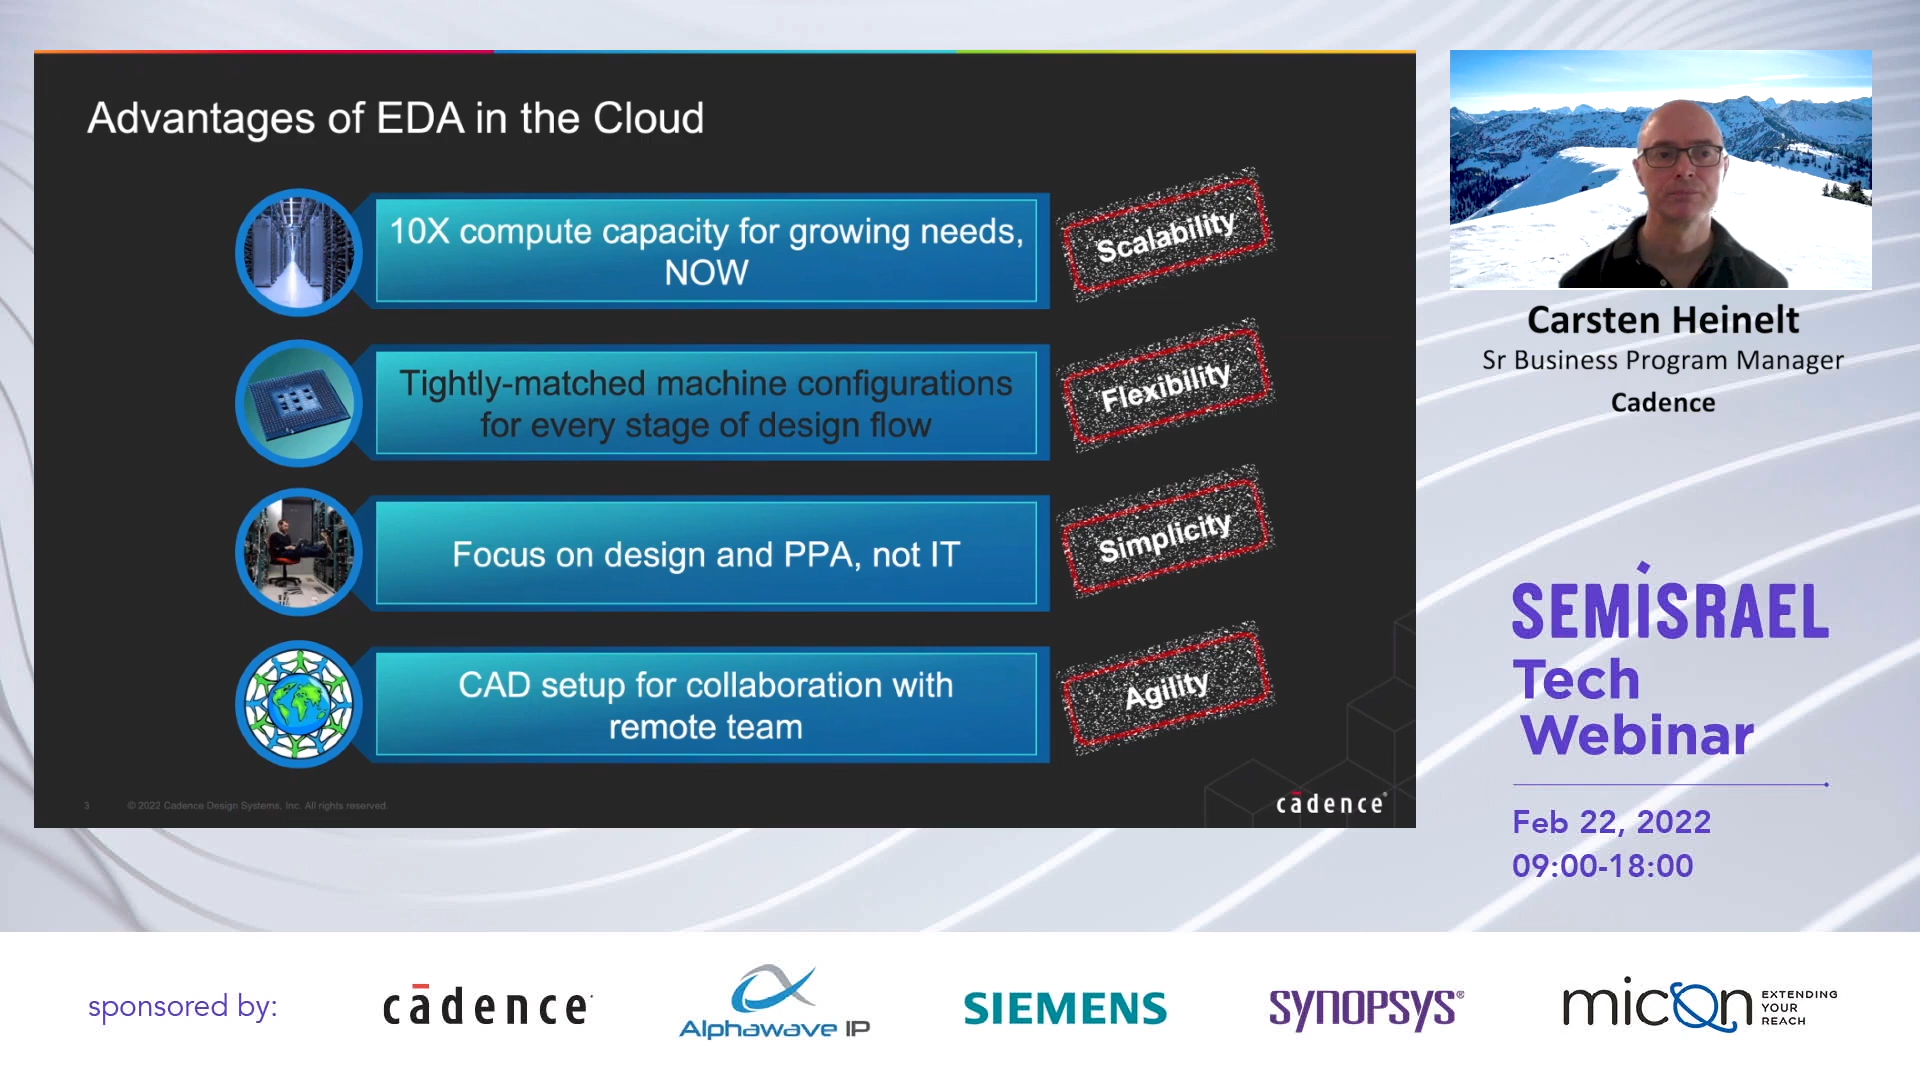 Advantages of EDA in the Cloud
10X compute capacity for growing needs,
NOW
Scalability
Tightly-matched machine configurations
for every stage of design flow
Flexibility
Focus on design and PPA, not IT
Simplicity
CAD setup for collaboration with
remote team
Agility
3 © 2022 Cadence Design Systems, Inc. All rights reserved.
cādence®
Carsten Heinelt
Sr Business Program Manager
Cadence
SEMISRAEL
Tech
Webinar
Feb 22, 2022
09:00-18:00
sponsored by:
cādence
Alphawave IP
SIEMENS
SYNOPSYS®
micon
EXTENDING
YOUR
REACH